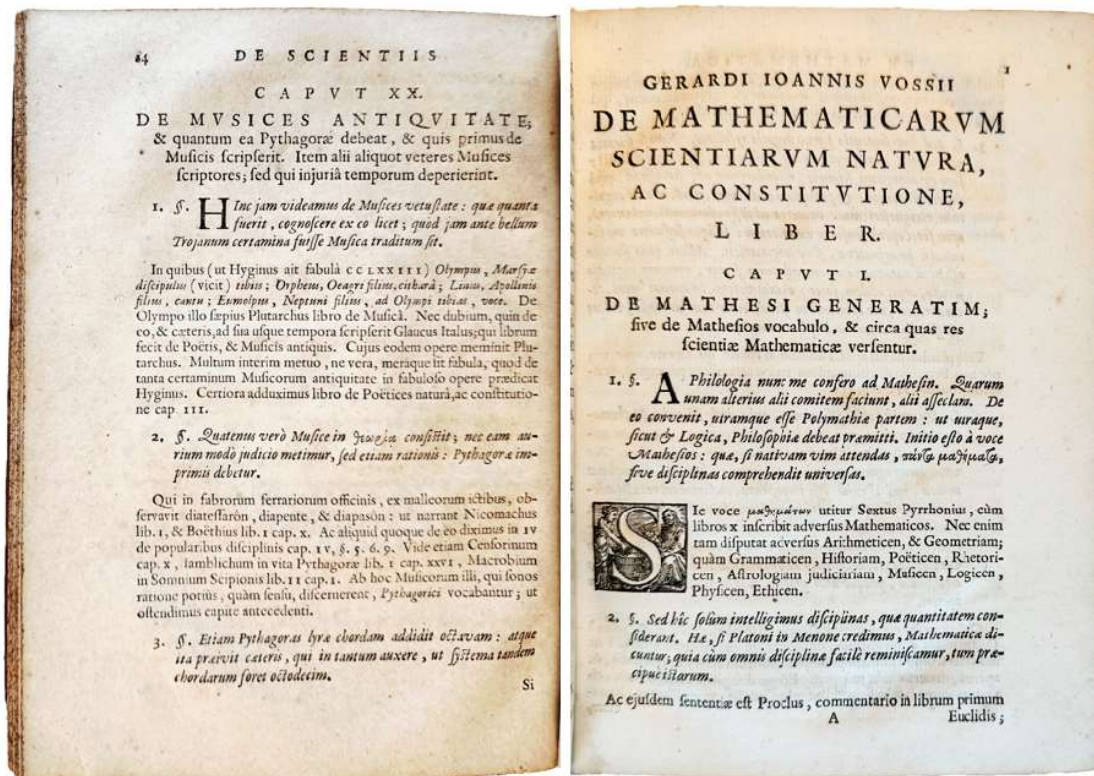 84 DE SCIENTIIS
CAPVT XX.
DE MVSICES ANTIQVITATE;
& quantum ea Pythagoræ debeat, & quis primus de
Musicis scripserit. Item alii aliquot veteres Musices
scriptores; sed qui injuriâ temporum deperierint.
1. §. HInc jam videamus de Musices vetustate: quæ quanta
fuerit, cognoscere ex eo licet; quod jam ante bellum
Trojanum certamina fuisse Musica traditum sit.
In quibus (ut Hyginus ait fabulâ CCLXXIII) Olympus, Marsyæ
discipulus (vicit) tibiis; Orpheus, Oeagri filius, citharâ; Linus, Apollinis
filius, cantu; Eumolpus, Neptuni filius, ad Olympi tibias, voce. De
Olympo illo sæpius Plutarchus libro de Musicâ. Nec dubium, quin de
eo, & cæteris, ad sua usque tempora scripserit Glaucus Italus; qui librum
fecit de Poëtis, & Musicis antiquis. Cujus eodem opere meminit Plu-
tarchus. Multum interim metuo, ne vera, meraque sit fabula, quod de
tanta certaminum Musicorum antiquitate in fabuloso opere prædicat
Hyginus. Certiora adduximus libro de Poëtices naturâ, ac constitutio-
ne cap. III.
2. §. Quatenus verò Musice in θεωρία consistit; nec eam au-
rium modò judicio metimur, sed etiam rationis: Pythagoræ im-
primis debetur.
Qui in fabrorum ferrariorum officinis, ex malleorum ictibus, ob-
servavit diatessarôn, diapente, & diapasôn: ut narrant Nicomachus
lib. I, & Boëthius lib. I cap. X. Ac aliquid quoque de eo diximus in IV
de popularibus disciplinis cap. IV, §. 5. 6. 9. Vide etiam Censorinum
cap. X, Iamblichum in vita Pythagoræ lib. I cap. XXVI, Macrobium
in Somnium Scipionis lib. II cap. I. Ab hoc Musicorum illi, qui sonos
ratione potiùs, quàm sensu, discernerent, Pythagorici vocabantur; ut
ostendimus capite antecedenti.
3. §. Etiam Pythagoras lyræ chordam addidit octavam: atque
ita præivit cæteris, qui in tantum auxere, ut systema tandem
chordarum foret octodecim.
Si
1
GERARDI IOANNIS VOSSII
DE MATHEMATICARVM
SCIENTIARVM NATVRA,
AC CONSTITVTIONE,
LIBER.
CAPVT I.
DE MATHESI GENERATIM;
sive de Mathesios vocabulo, & circa quas res
scientiæ Mathematicæ versentur.
1. §. A Philologia nunc me confero ad Mathesin. Quarum
unam alterius alii comitem faciunt, alii asseclam. De
eo convenit, utramque esse Polymathiæ partem: ut utraque,
sicut & Logica, Philosophiæ debeat præmitti. Initio esto à voce
Matheseos: quæ, si nativam vim attendas, πάντα μαθήματα,
sive disciplinas comprehendit universas.
SIc voce μαθημάτων utitur Sextus Pyrrhonius, cùm
libros X inscribit adversus Mathematicos. Nec enim
tam disputat adversus Arithmeticen, & Geometriam;
quàm Grammaticen, Historiam, Poëticen, Rhetori-
cen, Astrologiam judiciariam, Musicen, Logicen,
Physicen, Ethicen.
2. §. Sed hîc solum intelligimus disciplinas, quæ quantitatem con-
siderant. Hæ, si Platoni in Menone credimus, Mathematicæ di-
cuntur; quia cùm omnis disciplinæ facilè reminiscamur, tum præ-
cipue istarum.
Ac ejusdem sententiæ est Proclus, commentario in librum primum
A Euclidis;